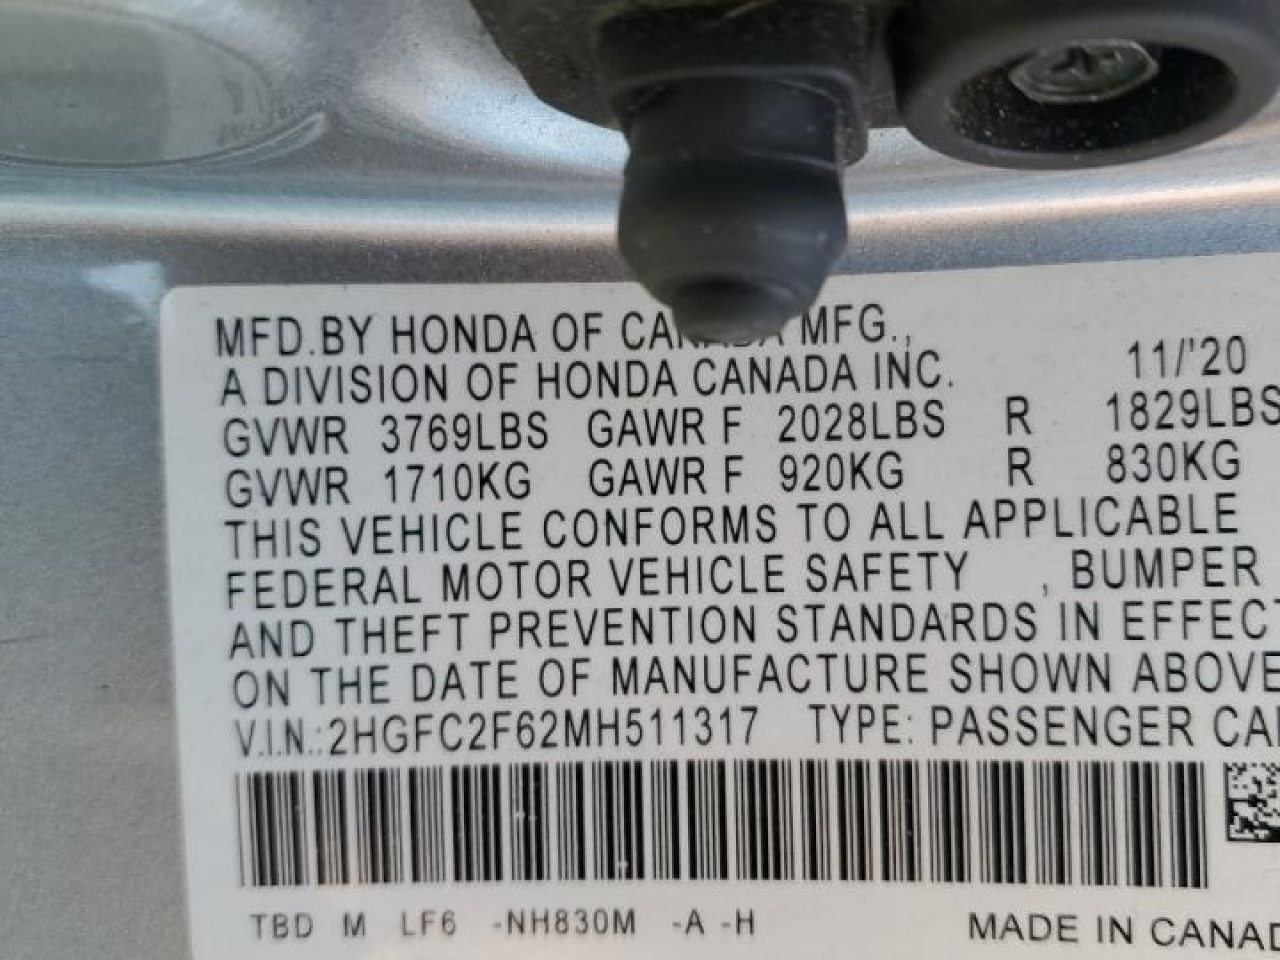 MFD.BY HONDA OF CANADA MFG.,
A DIVISION OF HONDA CANADA INC. 11/'20
GVWR 3769LBS GAWR F 2028LBS R 1829LBS
GVWR 1710KG GAWR F 920KG R 830KG
THIS VEHICLE CONFORMS TO ALL APPLICABLE
FEDERAL MOTOR VEHICLE SAFETY , BUMPER
AND THEFT PREVENTION STANDARDS IN EFFECT
ON THE DATE OF MANUFACTURE SHOWN ABOVE
V.I.N.:2HGFC2F62MH511317 TYPE: PASSENGER CA
TBD M LF6 -NH830M -A -H MADE IN CANAD